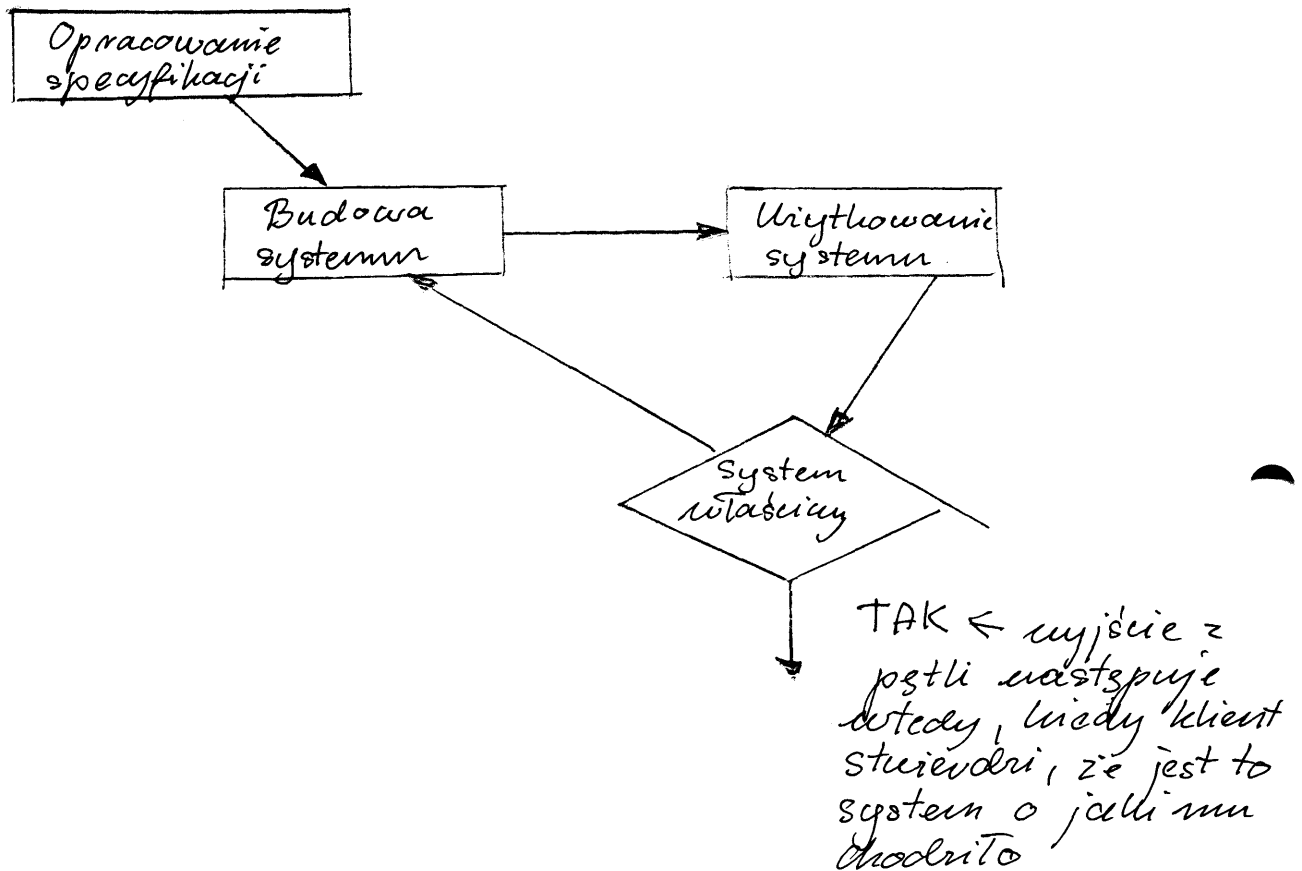 Opracowanie
specyfikacji
Budowa
systemu
Użytkowanie
systemu
System
właściwy
TAK ← wyjście z
pętli następuje
wtedy, kiedy klient
stwierdzi, że jest to
system o jaki mu
chodziło